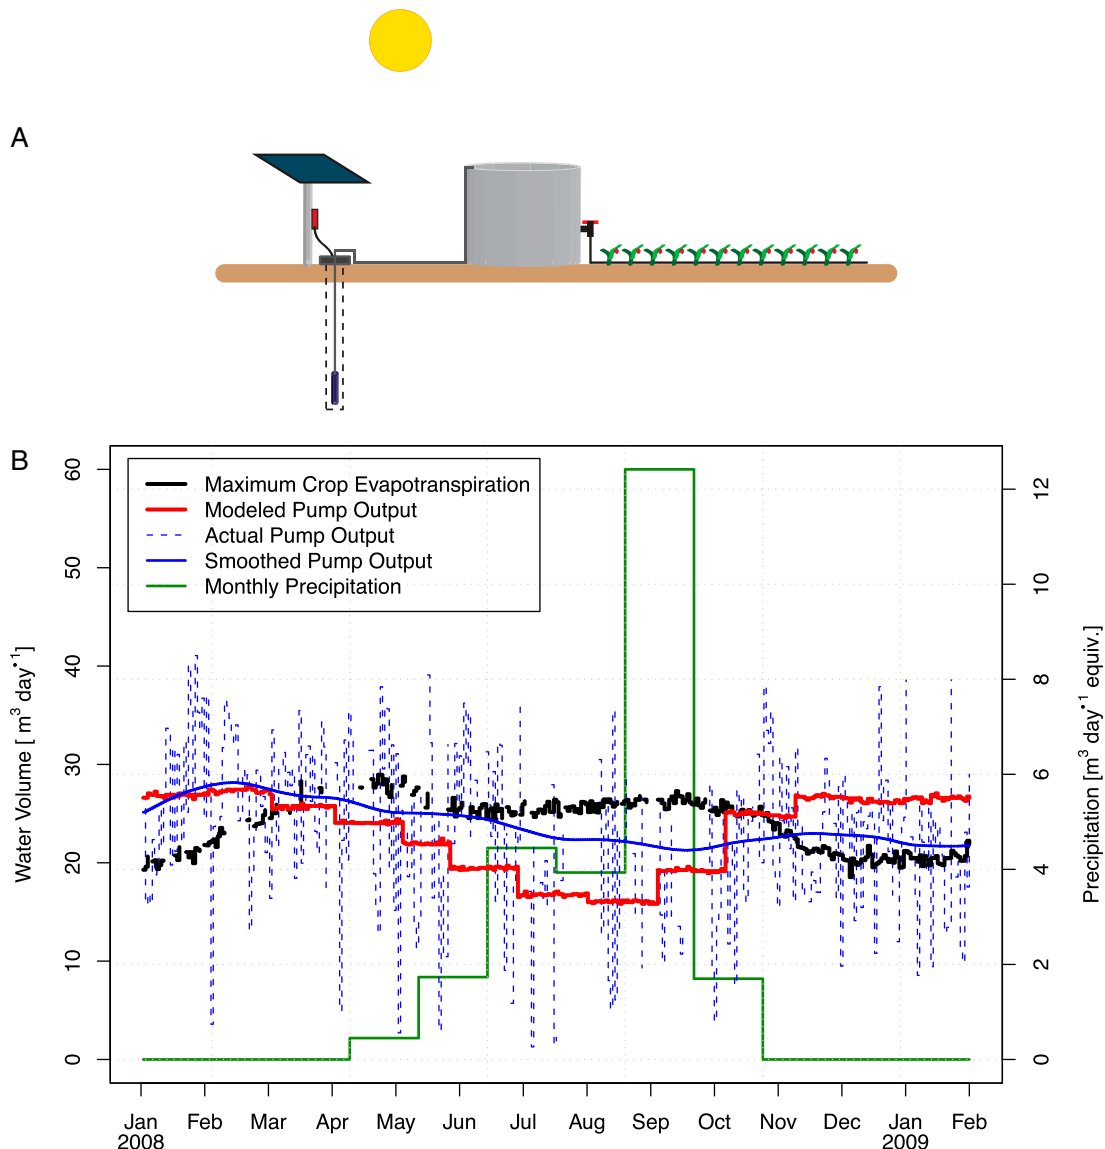 A
B
Maximum Crop Evapotranspiration
Modeled Pump Output
Actual Pump Output
Smoothed Pump Output
Monthly Precipitation
Water Volume [ m³ day•¹]
60
50
40
30
20
10
0
12
10
8
6
4
2
0
Precipitation [m³ day•¹ equiv.]
Jan Feb Mar Apr May Jun Jul Aug Sep Oct Nov Dec Jan Feb
2008 2009